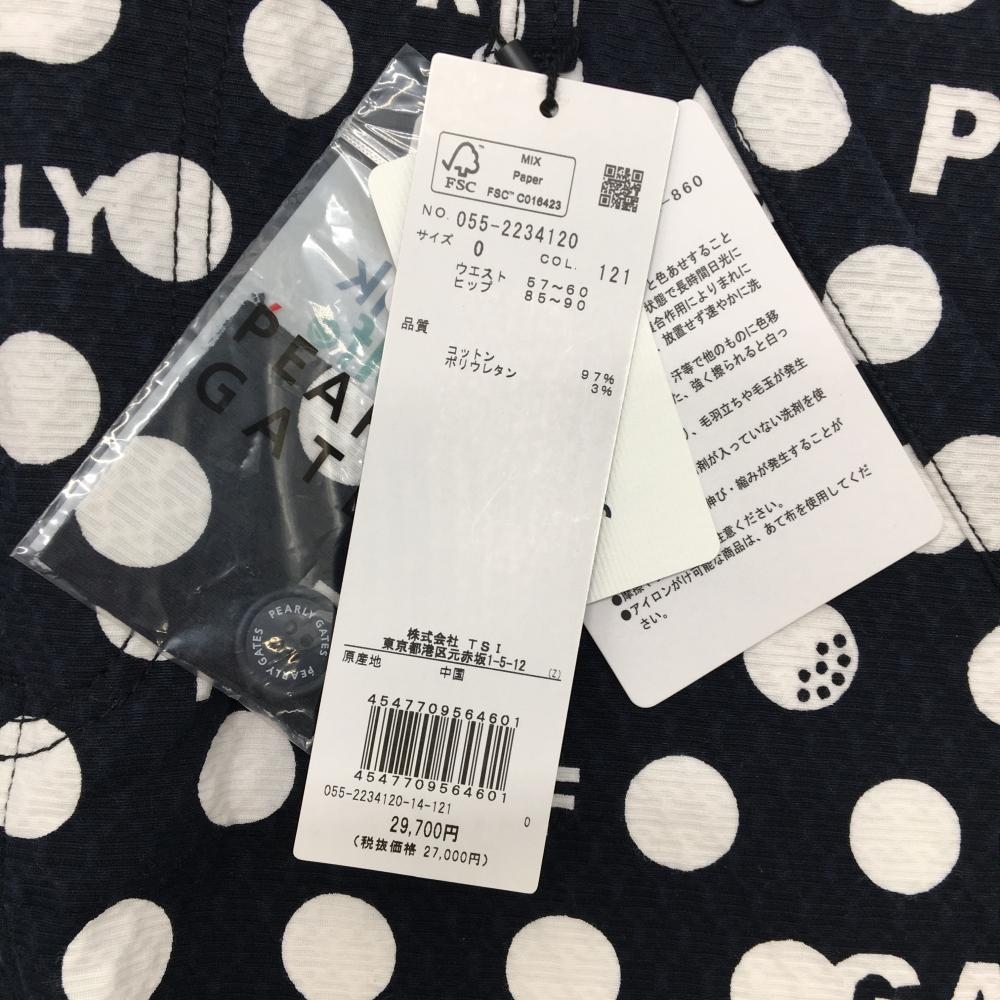 MIX
Paper
FSC™ C016423
FSC
NO. 055-2234120
サイズ 0 COL. 121
ウエスト 57~60
ヒップ 85~90
品質
コットン 97%
ポリウレタン 3%
株式会社 TSI
東京都港区元赤坂1-5-12
原産地 中国 (Z)
4547709564601
4547709564601
055-2234120-14-121 0
29,700円
(税抜価格 27,000円)
-860
と色あせすること
状態で長時間日光に
合作用によりまれに
放置せず速やかに洗
汗等で他のものに色移
た、強く擦られると白っ
、毛羽立ちや毛玉が発生
剤が入っていない洗剤を使
伸び・縮みが発生することが
注意ください。
●アイロンがけ可能な商品は、あて布を使用してくだ
さい。
PEAR
GAT
PEARLY GATES
PEARLY GATES
LY
P
GA